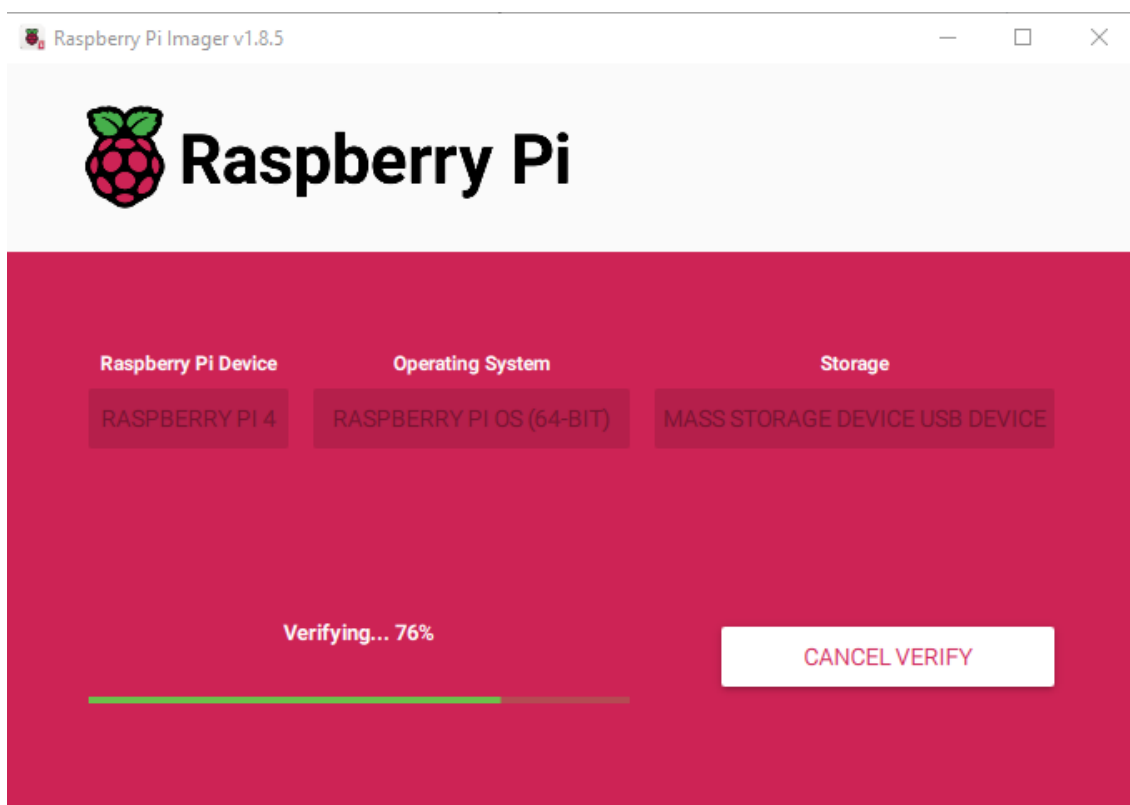 Raspberry Pi Imager v1.8.5
Raspberry Pi
Raspberry Pi Device
Operating System
Storage
RASPBERRY PI 4
RASPBERRY PI OS (64-BIT)
MASS STORAGE DEVICE USB DEVICE
Verifying... 76%
CANCEL VERIFY